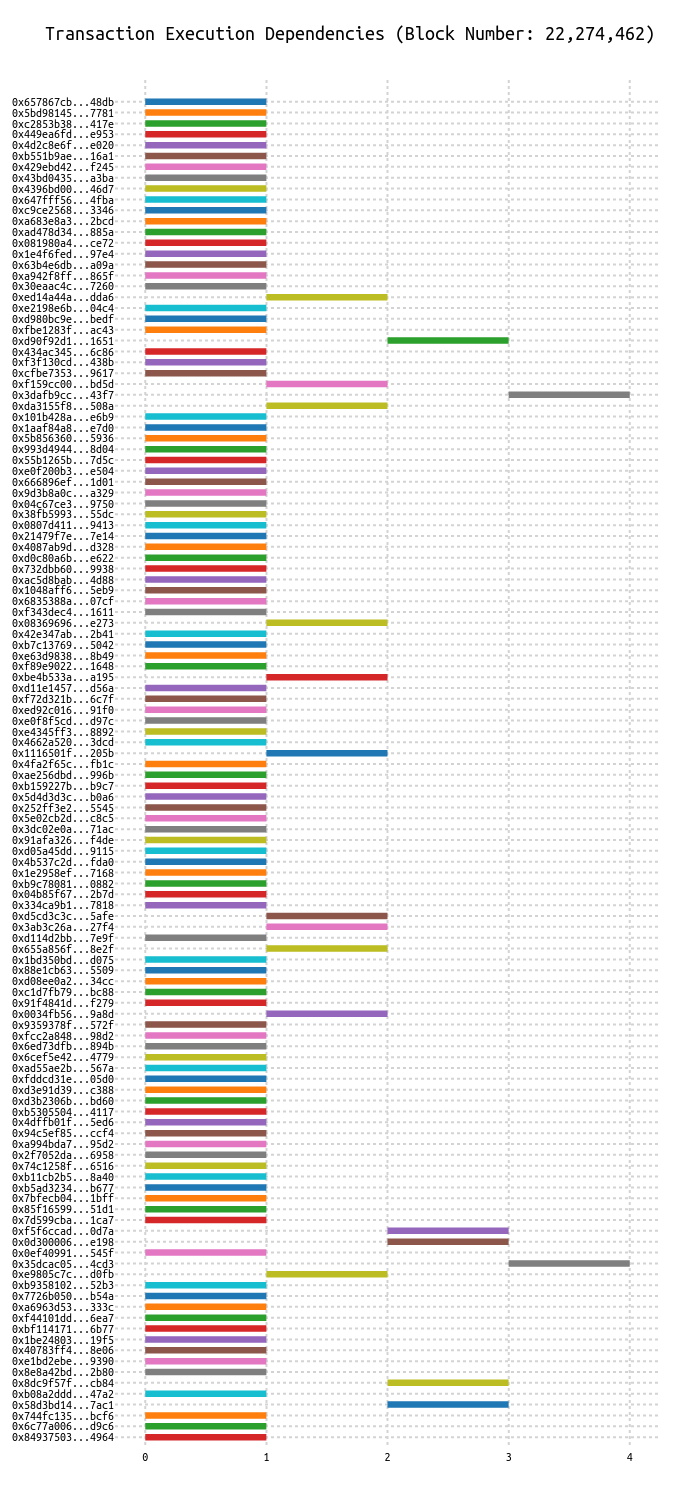 Transaction Execution Dependencies (Block Number: 22,274,462)
0x657867cb...48db
0x5bd98145...7781
0xc2853b38...417e
0x449ea6fd...e953
0x4d2c8e6f...e020
0xb551b9ae...16a1
0x429ebd42...f245
0x43bd0435...a3ba
0x4396bd00...46d7
0x647fff56...4fba
0xc9ce2568...3346
0xa683e8a3...2bcd
0xad478d34...885a
0x081980a4...ce72
0x1e4f6fed...97e4
0x63b4e6db...a09a
0xa942f8ff...865f
0x30eaac4c...7260
0xed14a44a...dda6
0xe2198e6b...04c4
0xd980bc9e...bedf
0xfbe1283f...ac43
0xd90f92d1...1651
0x434ac345...6c86
0xf3f130cd...438b
0xcfbe7353...9617
0xf159cc00...bd5d
0x3dafb9cc...43f7
0xda3155f8...508a
0x101b428a...e6b9
0x1aaf84a8...e7d0
0x5b856360...5936
0x993d4944...8d04
0x55b1265b...7d5c
0xe0f200b3...e504
0x666896ef...1d01
0x9d3b8a0c...a329
0x04c67ce3...9750
0x38fb5993...55dc
0x0807d411...9413
0x21479f7e...7e14
0x4087ab9d...d328
0xd0c80a6b...e622
0x732dbb60...9938
0xac5d8bab...4d88
0x1048aff6...5eb9
0x6835388a...07cf
0xf343dec4...1611
0x08369696...e273
0x42e347ab...2b41
0xb7c13769...5042
0xe63d9838...8b49
0xf89e9022...1648
0xbe4b533a...a195
0xd11e1457...d56a
0xf72d321b...6c7f
0xed92c016...91f0
0xe0f8f5cd...d97c
0xe4345ff3...8892
0x4662a520...3dcd
0x1116501f...205b
0x4fa2f65c...fb1c
0xae256dbd...996b
0xb159227b...b9c7
0x5d4d3d3c...b0a6
0x252ff3e2...5545
0x5e02cb2d...c8c5
0x3dc02e0a...71ac
0x91afa326...f4de
0xd05a45dd...9115
0x4b537c2d...fda0
0x1e2958ef...7168
0xb9c78081...0882
0x04b85f67...2b7d
0x334ca9b1...7818
0xd5cd3c3c...5afe
0x3ab3c26a...27f4
0xd114d2bb...7e9f
0x655a856f...8e2f
0x1bd350bd...d075
0x88e1cb63...5509
0xd08ee0a2...34cc
0xc1d7fb79...bc88
0x91f4841d...f279
0x0034fb56...9a8d
0x9359378f...572f
0xfcc2a848...98d2
0x6ed73dfb...894b
0x6cef5e42...4779
0xad55ae2b...567a
0xfddcd31e...05d0
0xd3e91d39...c388
0xd3b2306b...bd60
0xb5305504...4117
0x4dffb01f...5ed6
0x94c5ef85...ccf4
0xa994bda7...95d2
0x2f7052da...6958
0x74c1258f...6516
0xb11cb2b5...8a40
0xb5ad3234...b677
0x7bfecb04...1bff
0x85f16599...51d1
0x7d599cba...1ca7
0xf5f6ccad...0d7a
0x0d300006...e198
0x0ef40991...545f
0x35dcac05...4cd3
0xe9805c7c...d0fb
0xb9358102...52b3
0x7726b050...b54a
0xa6963d53...333c
0xf44101dd...6ea7
0xbf114171...6b77
0x1be24803...19f5
0x40783ff4...8e06
0xe1bd2ebe...9390
0x8e8a42bd...2b80
0x8dc9f57f...cb84
0xb08a2ddd...47a2
0x58d3bd14...7ac1
0x744fc135...bcf6
0x6c77a006...d9c6
0x84937503...4964
0 1 2 3 4